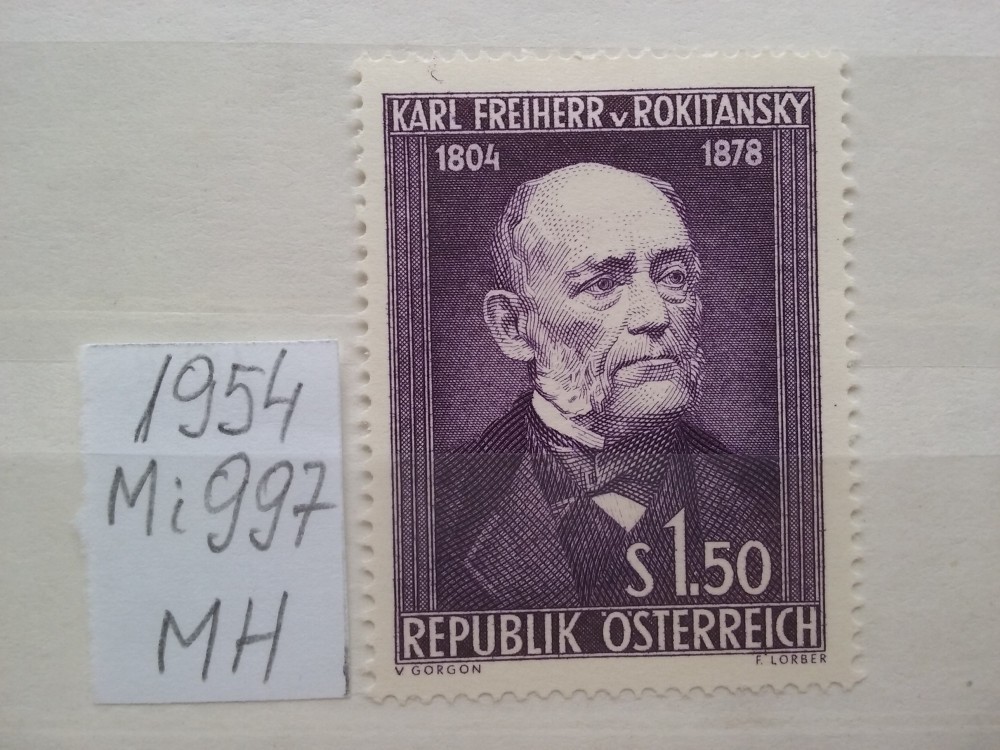 1954
Mi 997
MH
KARL FREIHERR v ROKITANSKY
1804 1878
S 1.50
REPUBLIK ÖSTERREICH
V GORGON F. LORBER